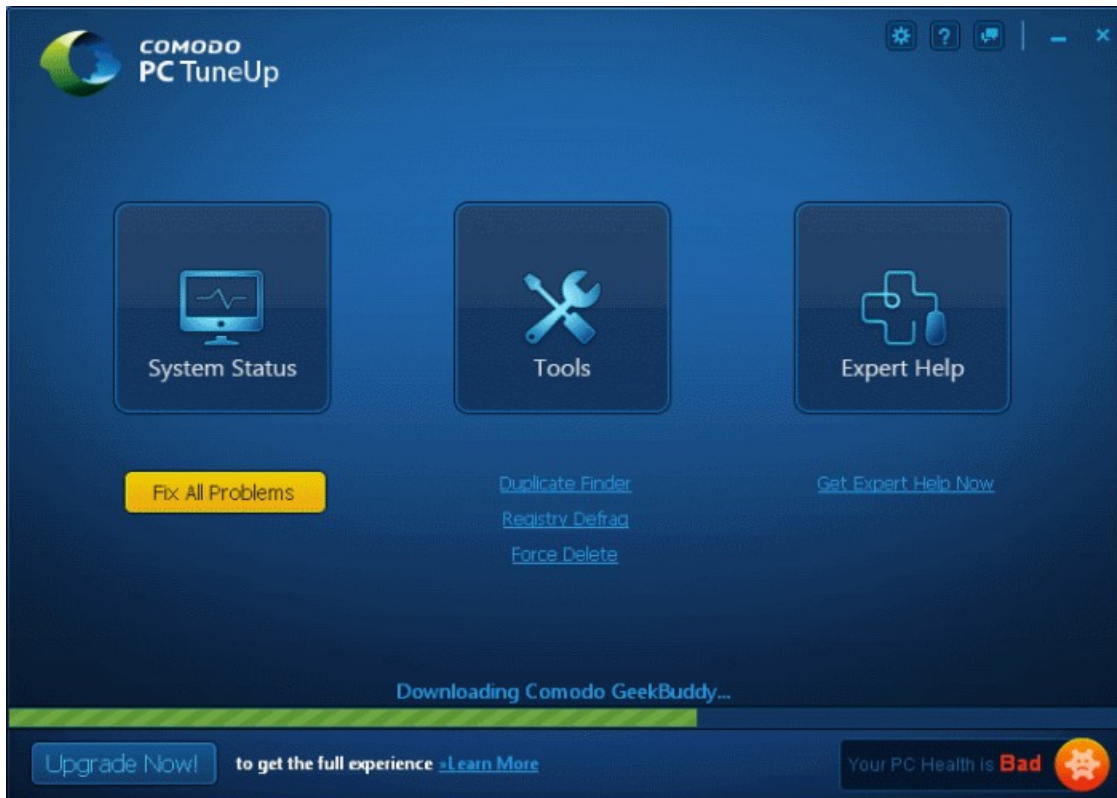 COMODO
PC TuneUp
?
System Status
Tools
Expert Help
Fix All Problems
Duplicate Finder
Get Expert Help Now
Registry Defrag
Force Delete
Downloading Comodo GeekBuddy...
Upgrade Now! to get the full experience »Learn More
Your PC Health is Bad